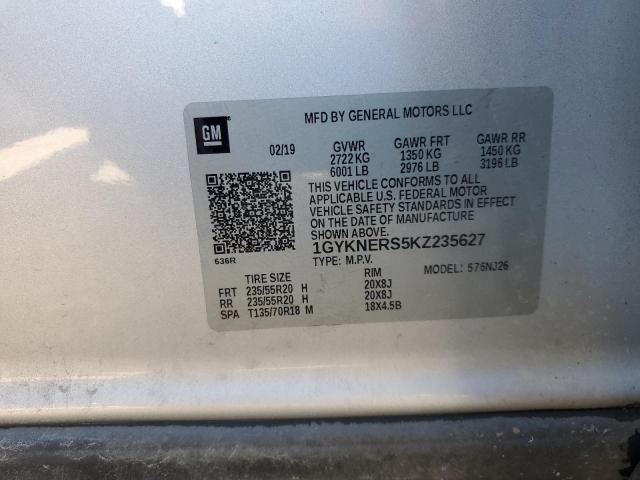 MFD BY GENERAL MOTORS LLC
GM
02/19 GVWR GAWR FRT GAWR RR
2722 KG 1350 KG 1450 KG
6001 LB 2976 LB 3196 LB
THIS VEHICLE CONFORMS TO ALL
APPLICABLE U.S. FEDERAL MOTOR
VEHICLE SAFETY STANDARDS IN EFFECT
ON THE DATE OF MANUFACTURE
SHOWN ABOVE.
1GYKNERS5KZ235627
636R
TYPE: M.P.V. MODEL: 576NJ26
TIRE SIZE RIM
FRT 235/55R20 H 20X8J
RR 235/55R20 H 20X8J
SPA T135/70R18 M 18X4.5B